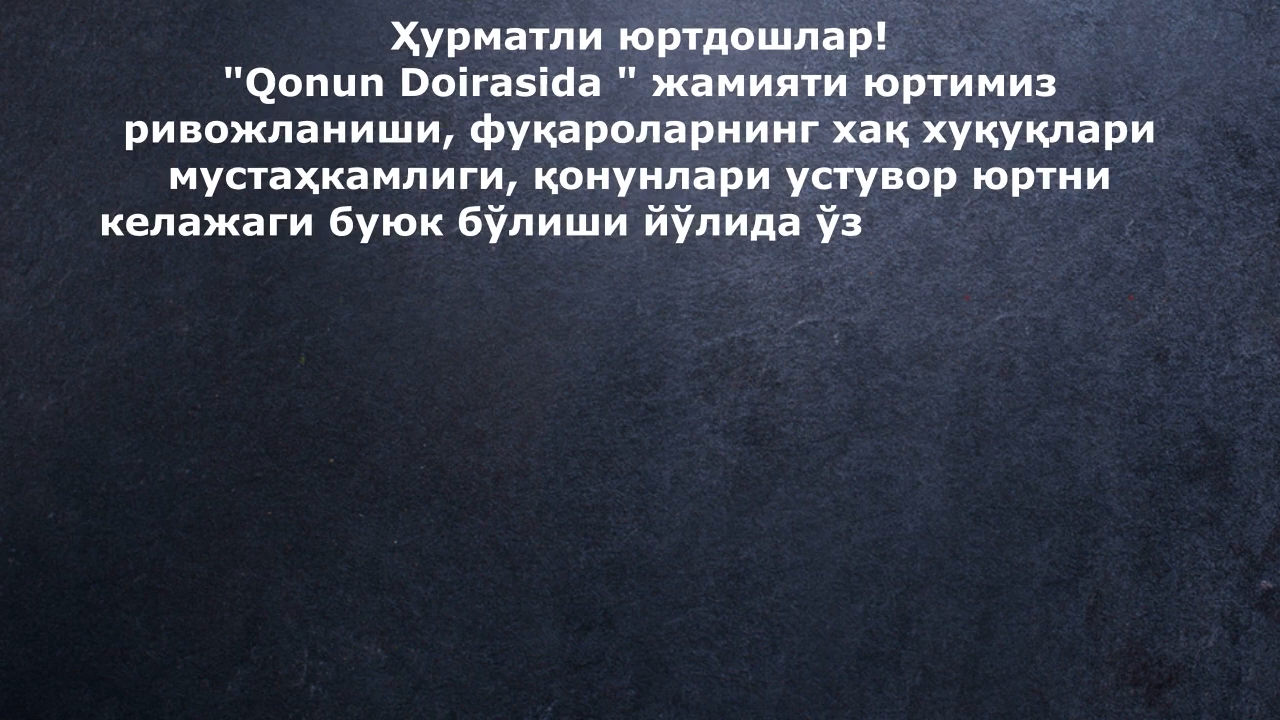 Ҳурматли юртдошлар!
"Qonun Doirasida " жамияти юртимиз
ривожланиши, фуқароларнинг хақ хуқуқлари
мустаҳкамлиги, қонунлари устувор юртни
келажаги буюк бўлиши йўлида ўз